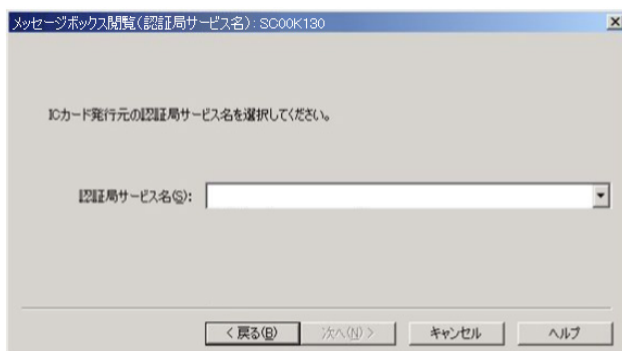 メッセージボックス閲覧(認証局サービス名):SC00K130
ICカード発行元の認証局サービス名を選択してください。
認証局サービス名(S):
< 戻る(B)
次へ(N) >
キャンセル
ヘルプ